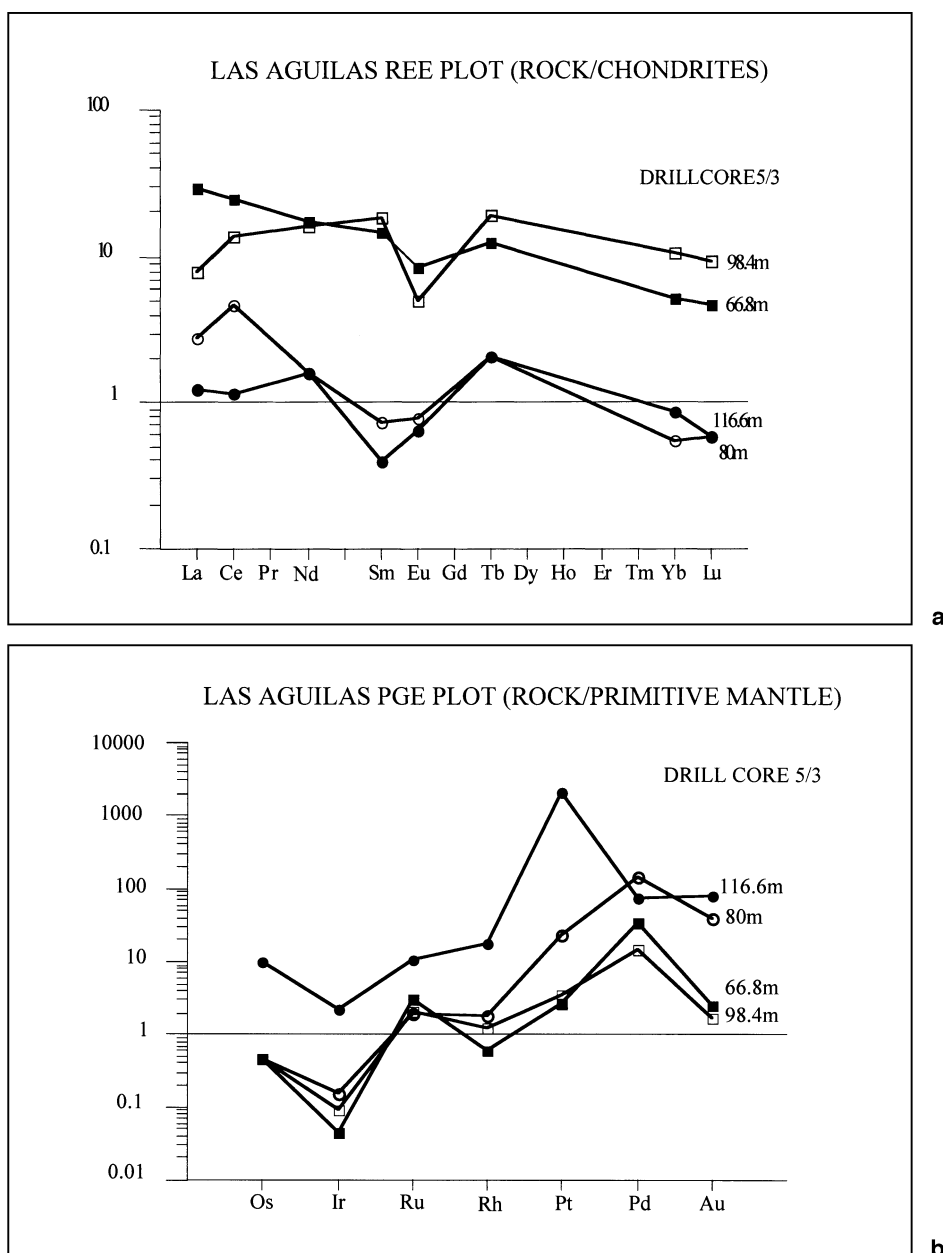 LAS AGUILAS REE PLOT (ROCK/CHONDRITES)
100
DRILLCORE5/3
10
98.4m
66.8m
1
116.6m
80m
0.1
La Ce Pr Nd Sm Eu Gd Tb Dy Ho Er Tm Yb Lu
a
LAS AGUILAS PGE PLOT (ROCK/PRIMITIVE MANTLE)
10000
DRILL CORE 5/3
1000
100
116.6m
80m
10
66.8m
98.4m
1
0.1
0.01
Os Ir Ru Rh Pt Pd Au
b